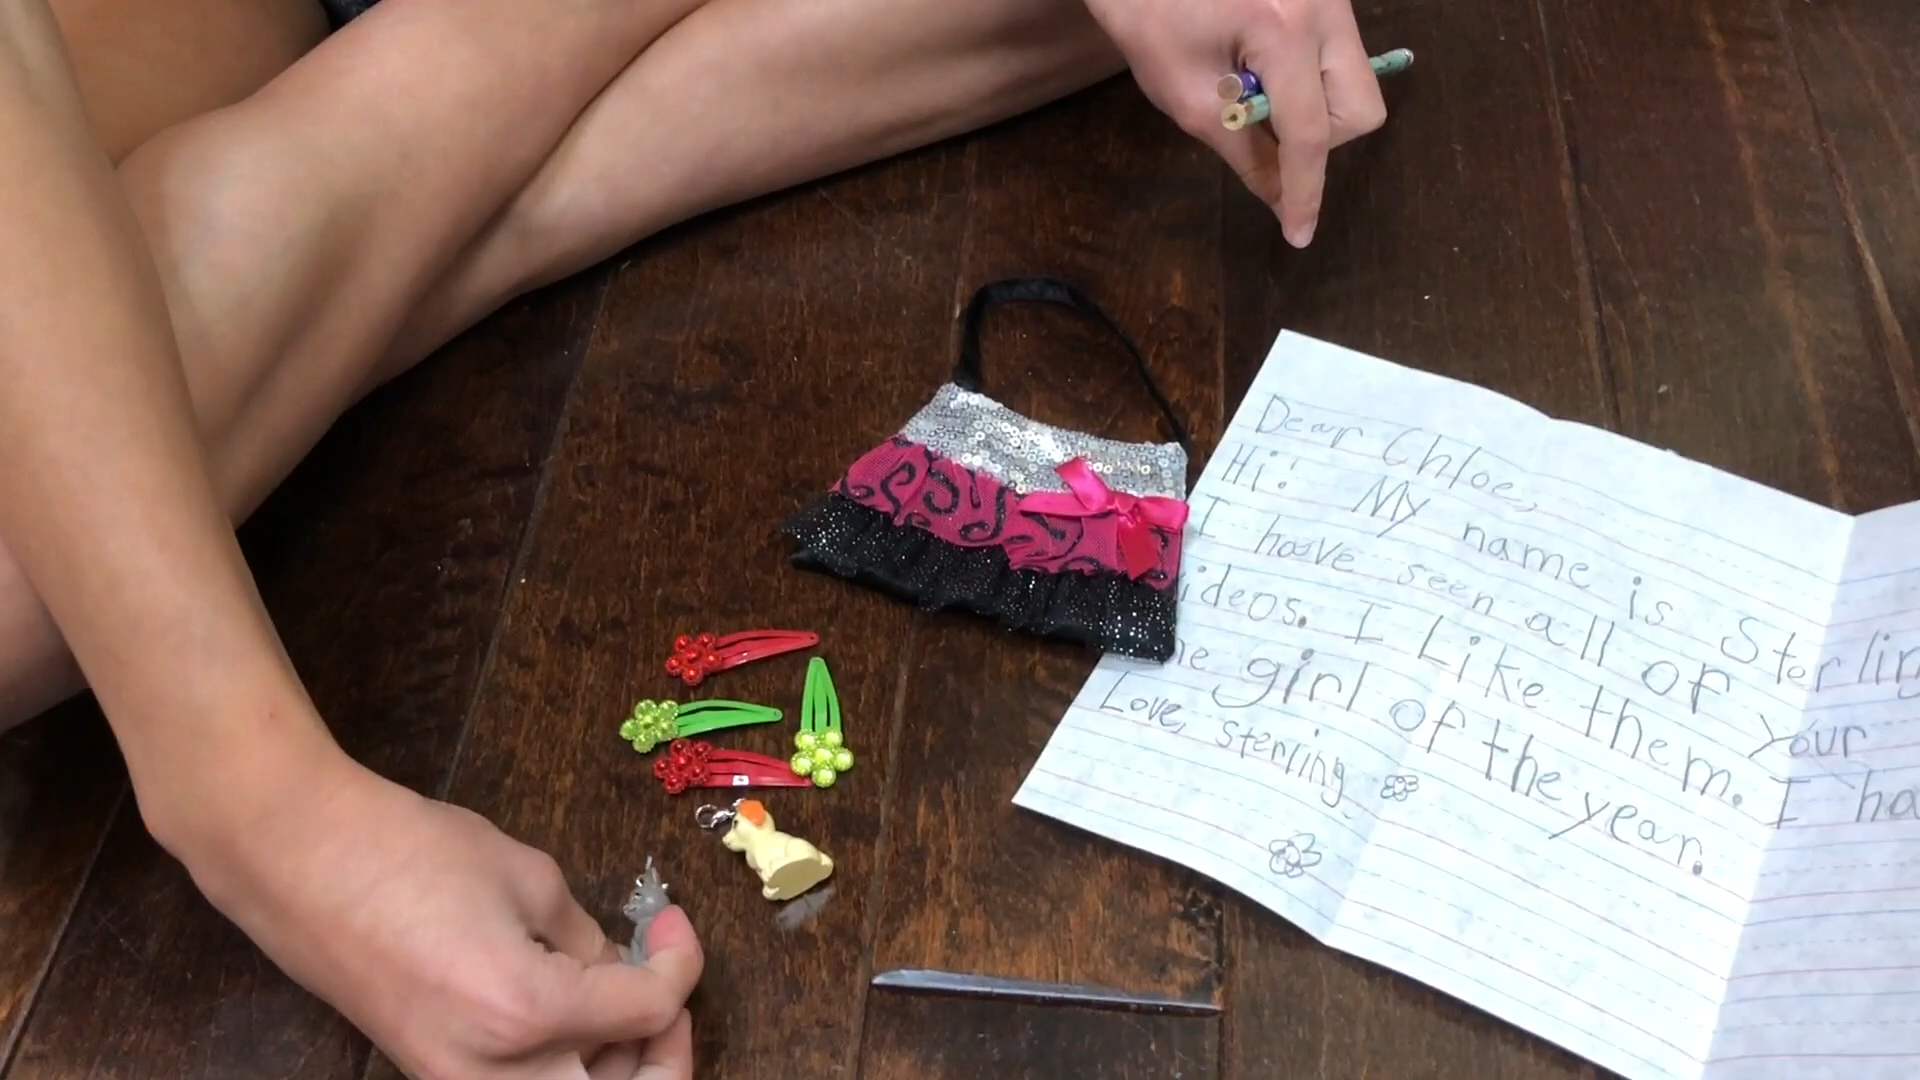 Dear Chloe,
Hi! My name is Sterling
I have seen all of your
videos. I Like them. I ha
he girl of the year.
Love, Sterling